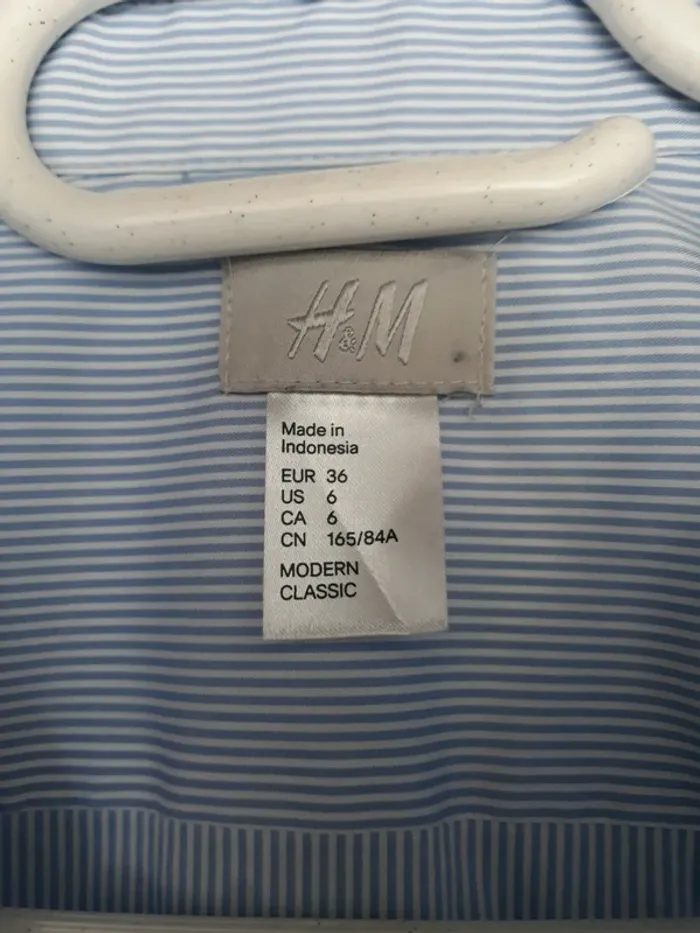 H&M
Made in
Indonesia
EUR 36
US 6
CA 6
CN 165/84A
MODERN
CLASSIC